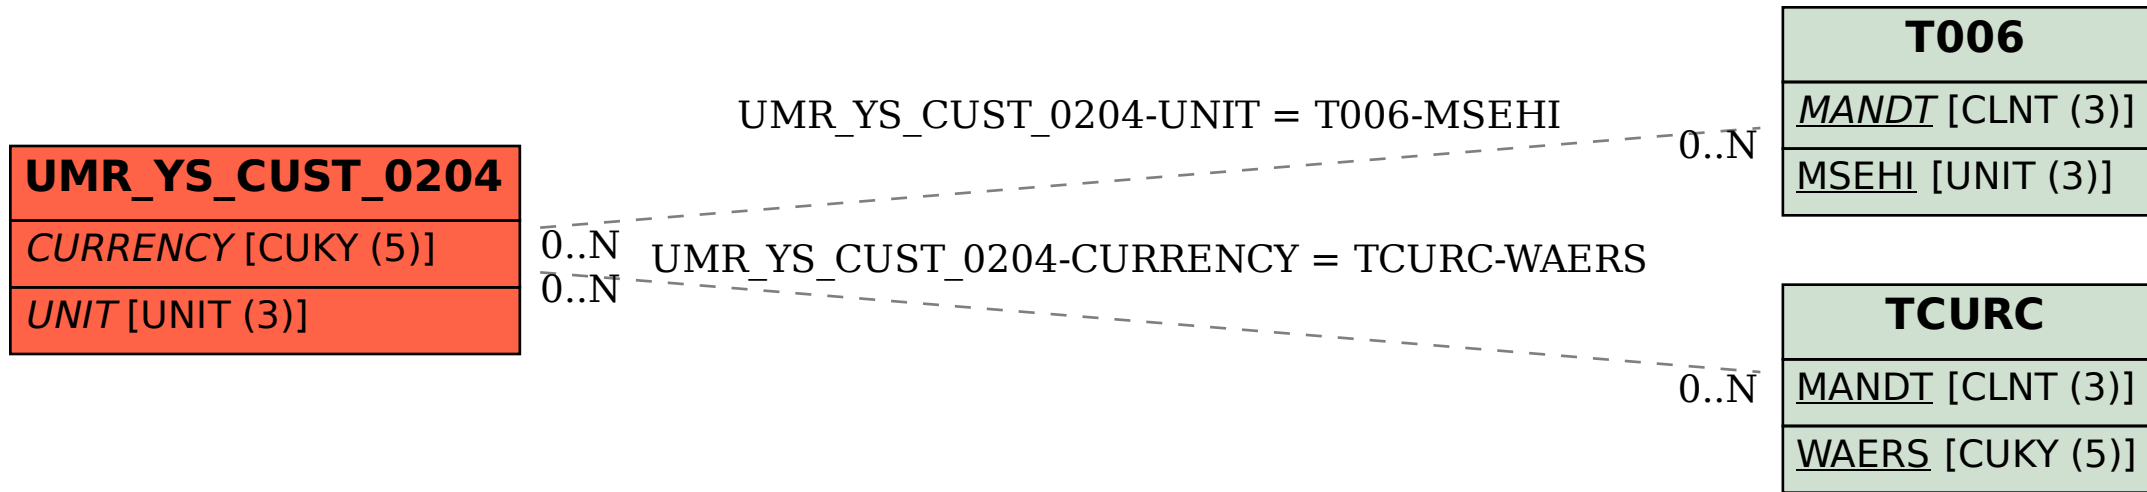 UMR_YS_CUST_0204
CURRENCY [CUKY (5)]
UNIT [UNIT (3)]
UMR_YS_CUST_0204-UNIT = T006-MSEHI
0..N
0..N
UMR_YS_CUST_0204-CURRENCY = TCURC-WAERS
0..N
0..N
T006
MANDT [CLNT (3)]
MSEHI [UNIT (3)]
TCURC
MANDT [CLNT (3)]
WAERS [CUKY (5)]